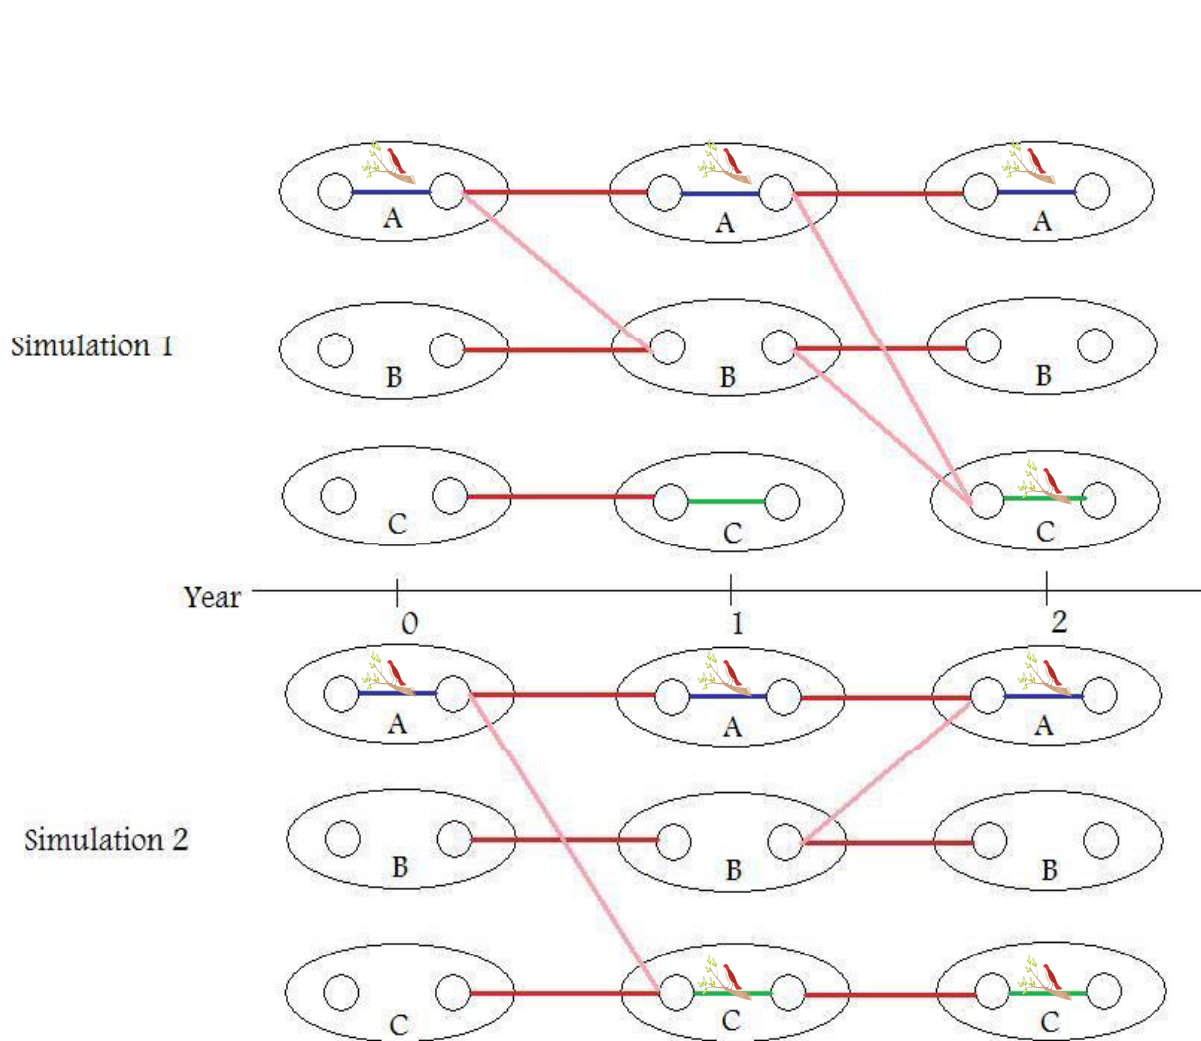 A A A
Simulation 1
B B B
C C C
Year
0 1 2
A A A
Simulation 2
B B B
C C C